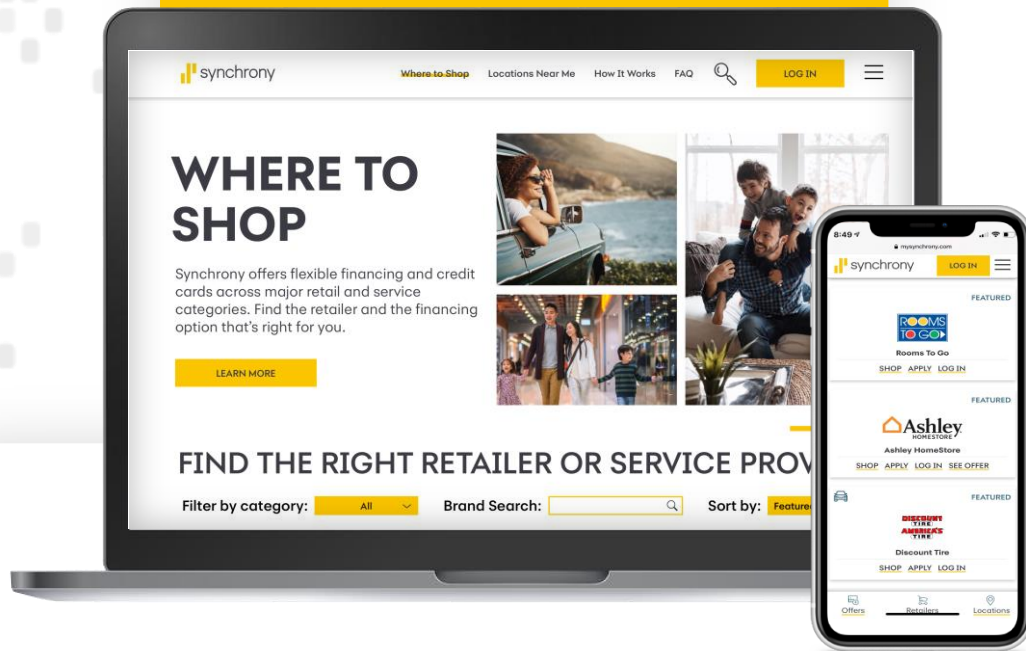 synchrony
Where to Shop Locations Near Me How It Works FAQ LOG IN
WHERE TO
SHOP
Synchrony offers flexible financing and credit
cards across major retail and service
categories. Find the retailer and the financing
option that's right for you.
LEARN MORE
FIND THE RIGHT RETAILER OR SERVICE PROV
Filter by category: All Brand Search: Sort by: Feature
8:49
mysynchrony.com
synchrony LOG IN
FEATURED
ROOMS
TO GO
Rooms To Go
SHOP APPLY LOG IN
FEATURED
Ashley
HOMESTORE
Ashley HomeStore
SHOP APPLY LOG IN SEE OFFER
FEATURED
DISCOUNT
TIRE
AMERICA'S
TIRE
Discount Tire
SHOP APPLY LOG IN
Offers Retailers Locations